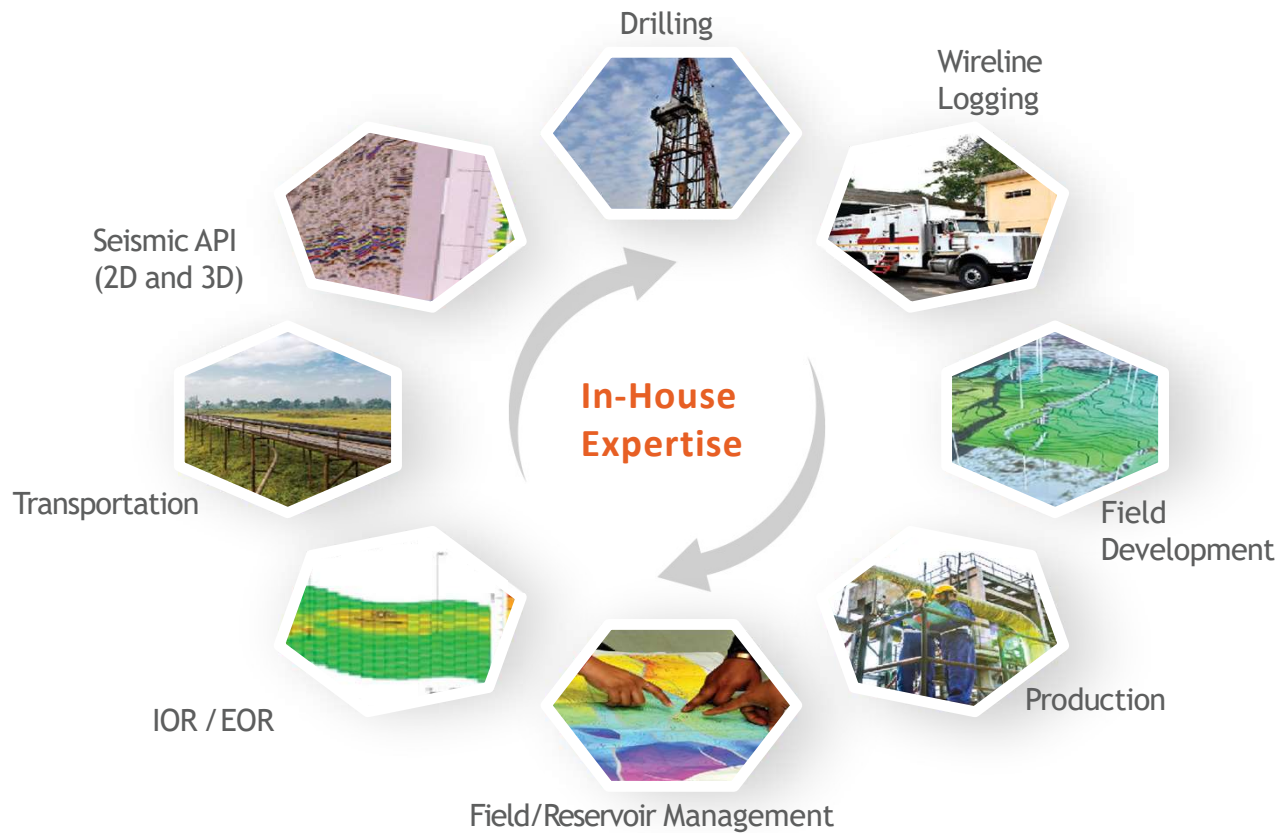 Drilling
Wireline
Logging
Seismic API
(2D and 3D)
In-House
Expertise
Transportation
Field
Development
IOR / EOR
Production
Field/Reservoir Management